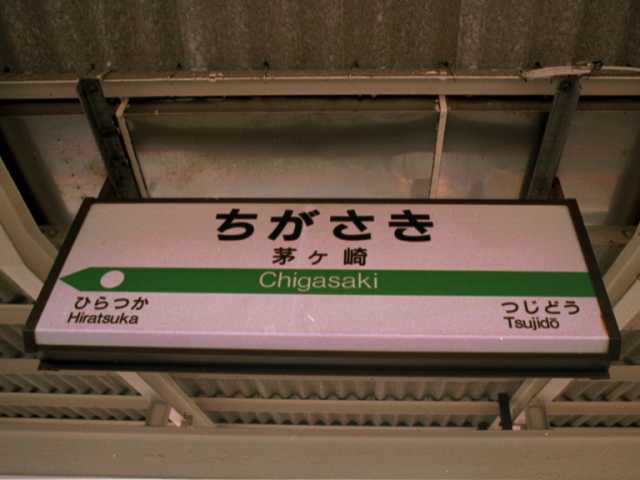 ちがさき
茅ヶ崎
Chigasaki
ひらつか
Hiratsuka
つじどう
Tsujidō